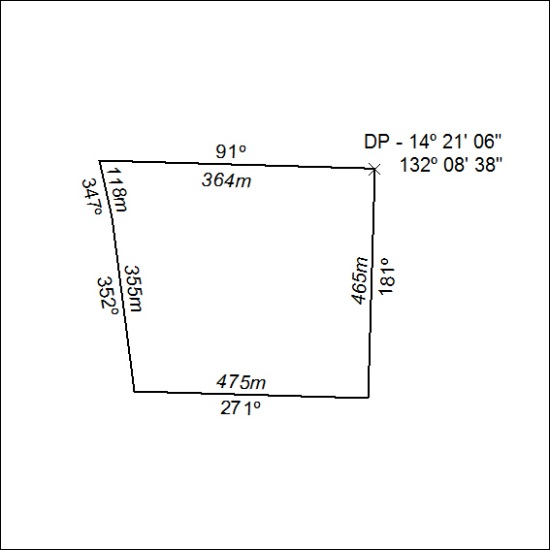 91º
DP - 14º 21' 06"
132º 08' 38"
364m
118m
347º
355m
352º
465m
181º
475m
271º